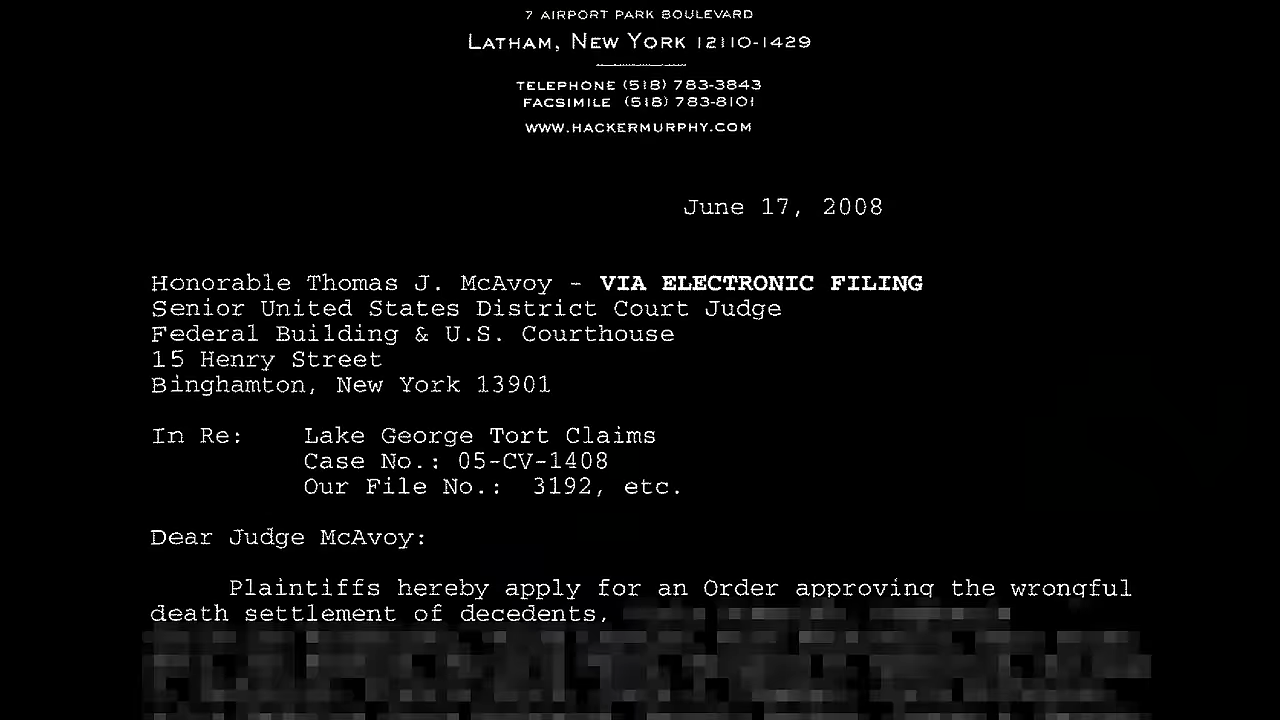 7 AIRPORT PARK BOULEVARD
LATHAM, NEW YORK 12110-1429
TELEPHONE (518) 783-3843
FACSIMILE (518) 783-8101
WWW.HACKERMURPHY.COM
June 17, 2008
Honorable Thomas J. McAvoy - VIA ELECTRONIC FILING
Senior United States District Court Judge
Federal Building & U.S. Courthouse
15 Henry Street
Binghamton, New York 13901
In Re: Lake George Tort Claims
Case No.: 05-CV-1408
Our File No.: 3192, etc.
Dear Judge McAvoy:
Plaintiffs hereby apply for an Order approving the wrongful
death settlement of decedents,